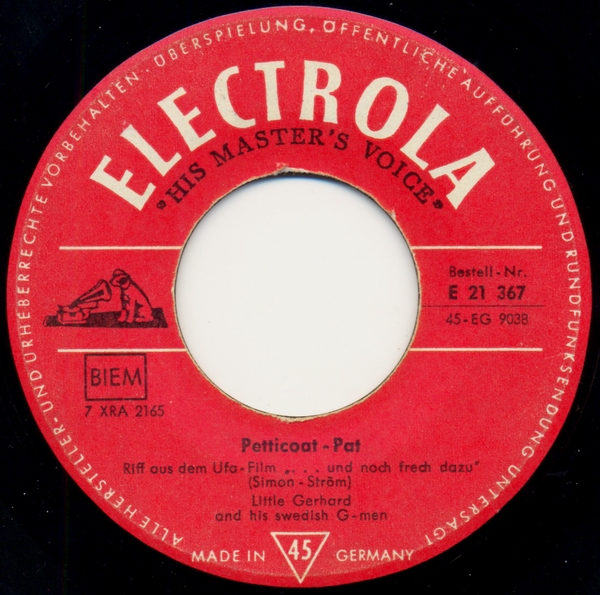 ALLE HERSTELLER- UND URHEBERRECHTE VORBEHALTEN · ÜBERSPIELUNG, ÖFFENTLICHE AUFFÜHRUNG UND RUNDFUNKSENDUNG UNTERSAGT
ELECTROLA
• HIS MASTER'S VOICE •
Bestell-Nr.
E 21 367
45-EG 9038
BIEM
7 XRA 2165
Petticoat-Pat
Riff aus dem Ufa-Film „... und noch frech dazu"
(Simon-Ström)
Little Gerhard
and his swedish G-men
MADE IN 45 GERMANY